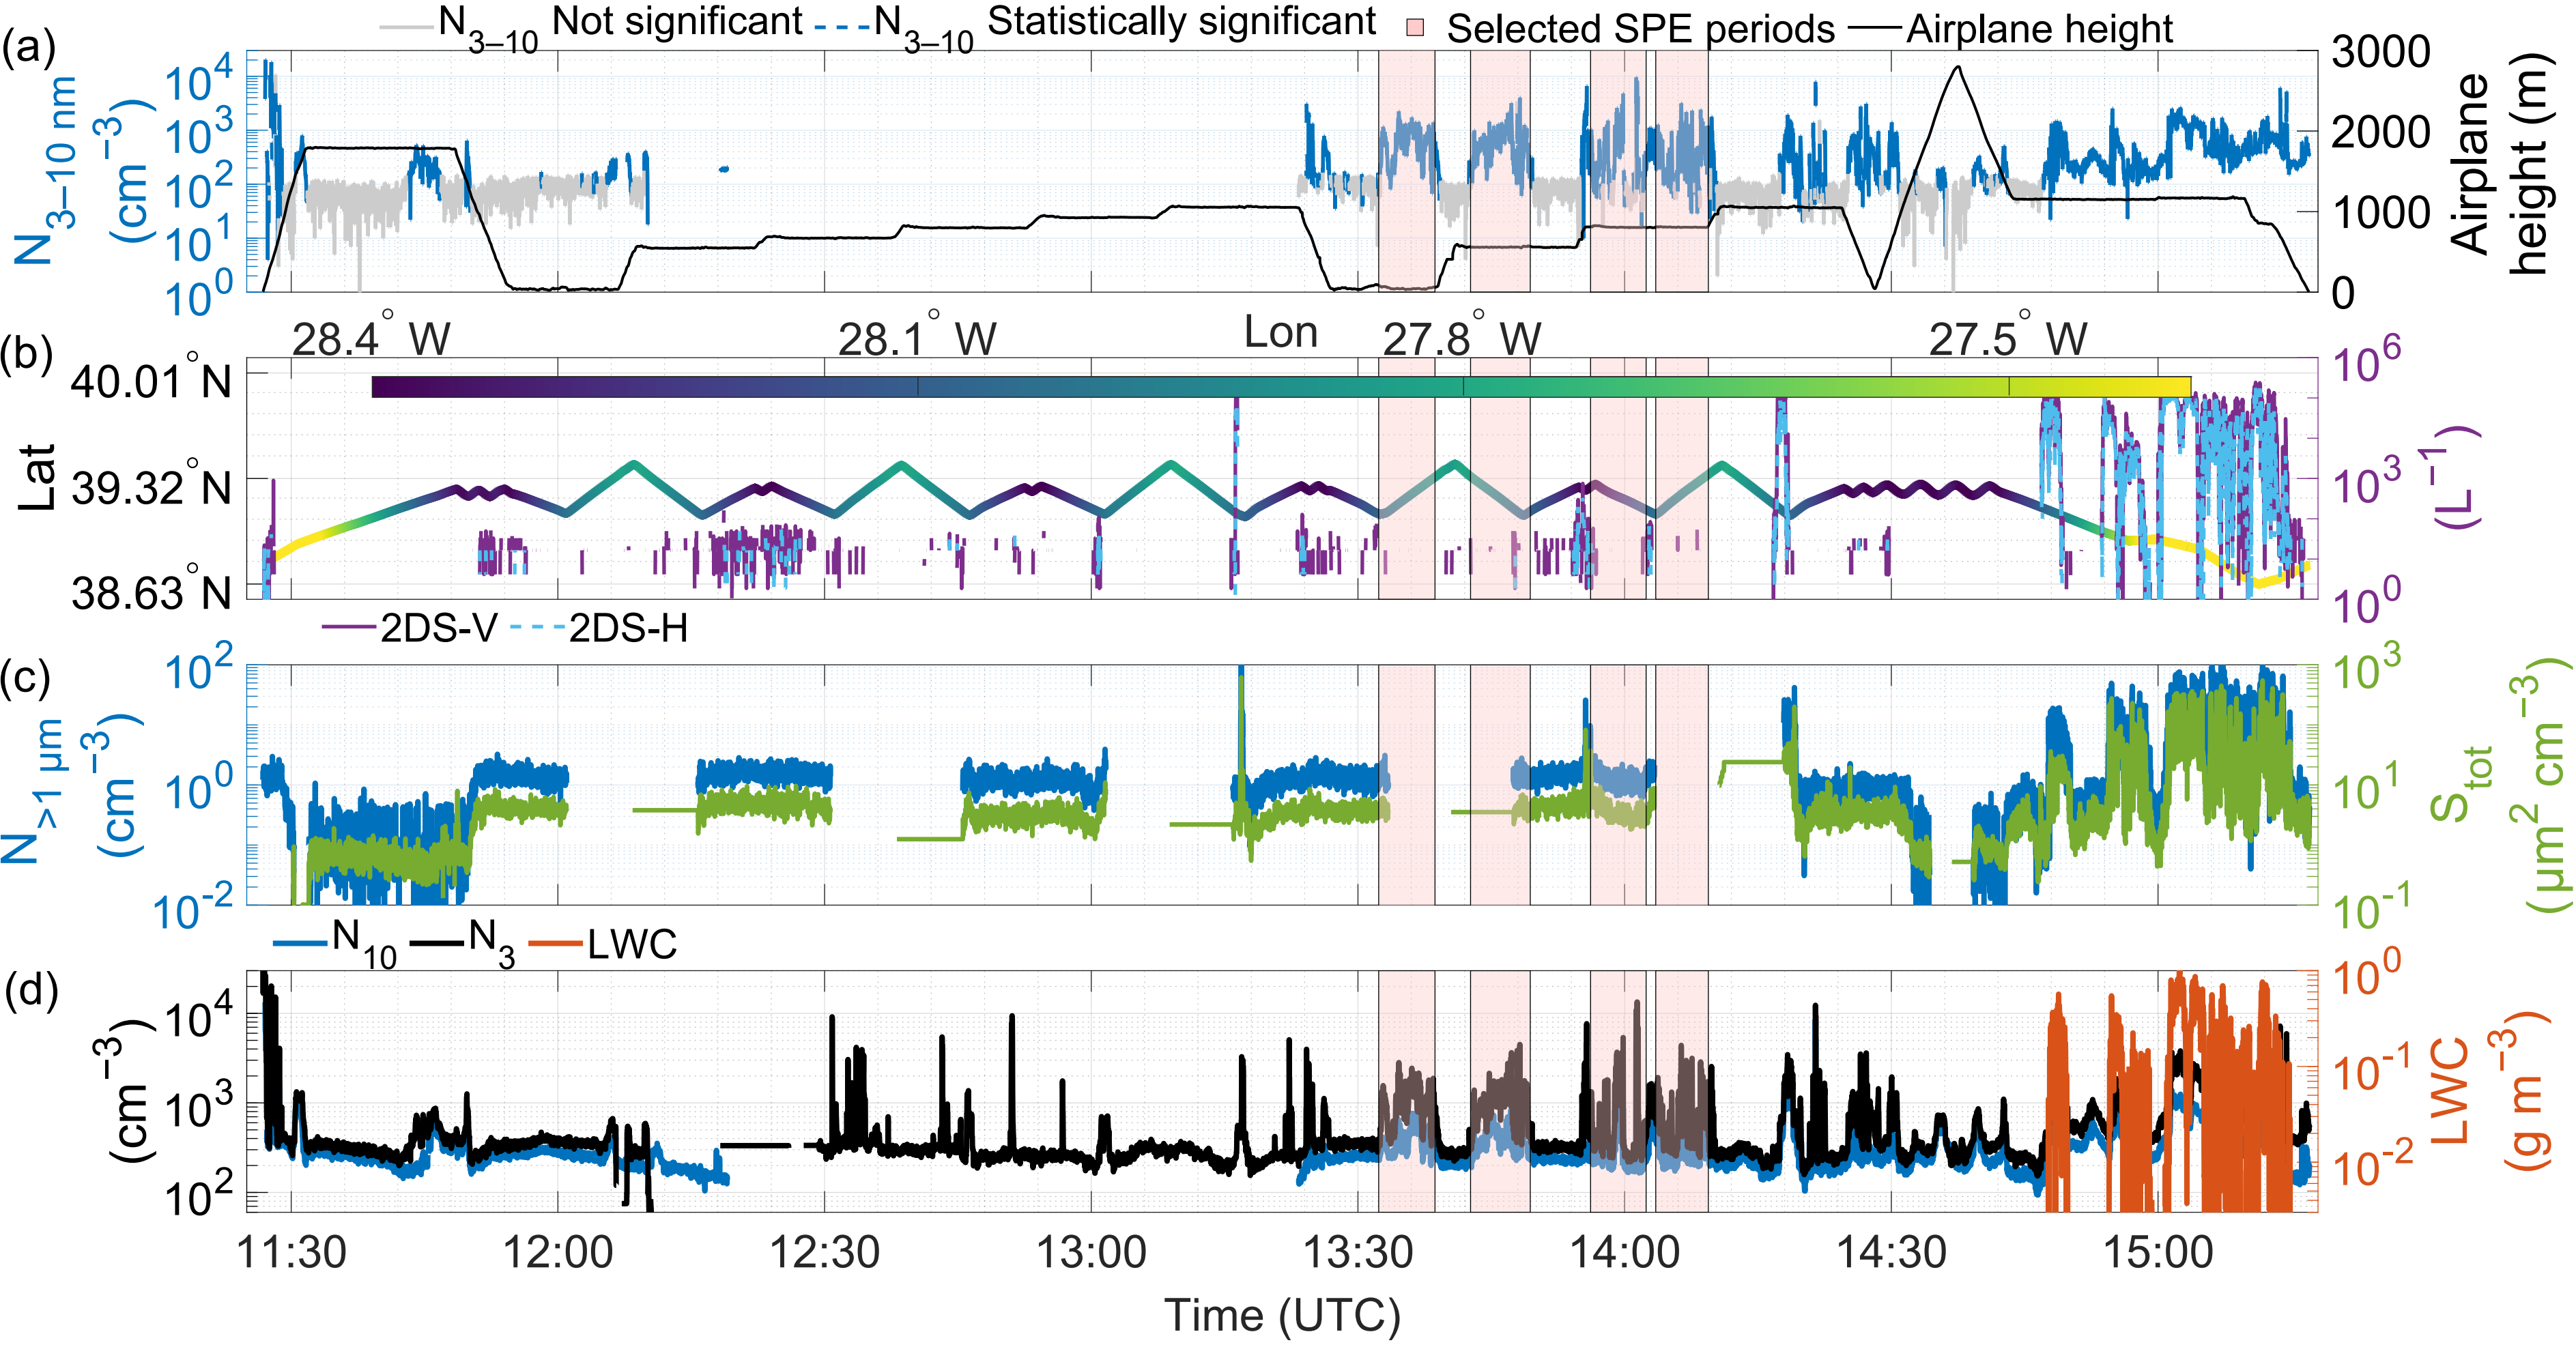 N3–10 Not significant N3–10 Statistically significant Selected SPE periods Airplane height
(a)
N3–10 nm (cm−3)
10^4
10^3
10^2
10^1
10^0
3000
2000
1000
0
Airplane height (m)
(b)
28.4° W 28.1° W Lon 27.8° W 27.5° W
Lat
40.01°N
39.32°N
38.63°N
10^6
10^3
10^0
(L−1)
2DS-V 2DS-H
(c)
N>1 μm (cm−3)
10^2
10^0
10^−2
10^3
10^1
10^−1
Stot (μm2 cm−3)
N10 N3 LWC
(d)
(cm−3)
10^4
10^3
10^2
10^0
10^−1
10^−2
LWC (g m−3)
11:30 12:00 12:30 13:00 13:30 14:00 14:30 15:00
Time (UTC)